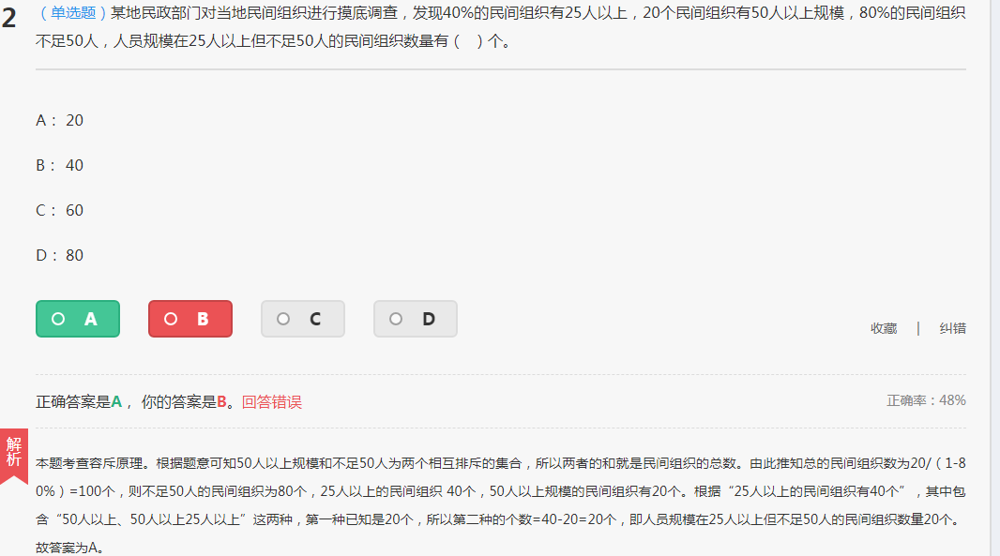 2 （单选题）某地民政部门对当地民间组织进行摸底调查，发现40%的民间组织有25人以上，20个民间组织有50人以上规模，80%的民间组织
不足50人，人员规模在25人以上但不足50人的民间组织数量有（ ）个。
A： 20
B： 40
C： 60
D： 80
A B C D
收藏 | 纠错
正确答案是A， 你的答案是B。回答错误 正确率：48%
解析
本题考查容斥原理。根据题意可知50人以上规模和不足50人为两个相互排斥的集合，所以两者的和就是民间组织的总数。由此推知总的民间组织数为20/（1-8
0%）=100个，则不足50人的民间组织为80个，25人以上的民间组织 40个，50人以上规模的民间组织有20个。根据“25人以上的民间组织有40个”，其中包
含“50人以上、50人以上25人以上”这两种，第一种已知是20个，所以第二种的个数=40-20=20个，即人员规模在25人以上但不足50人的民间组织数量20个。
故答案为A。